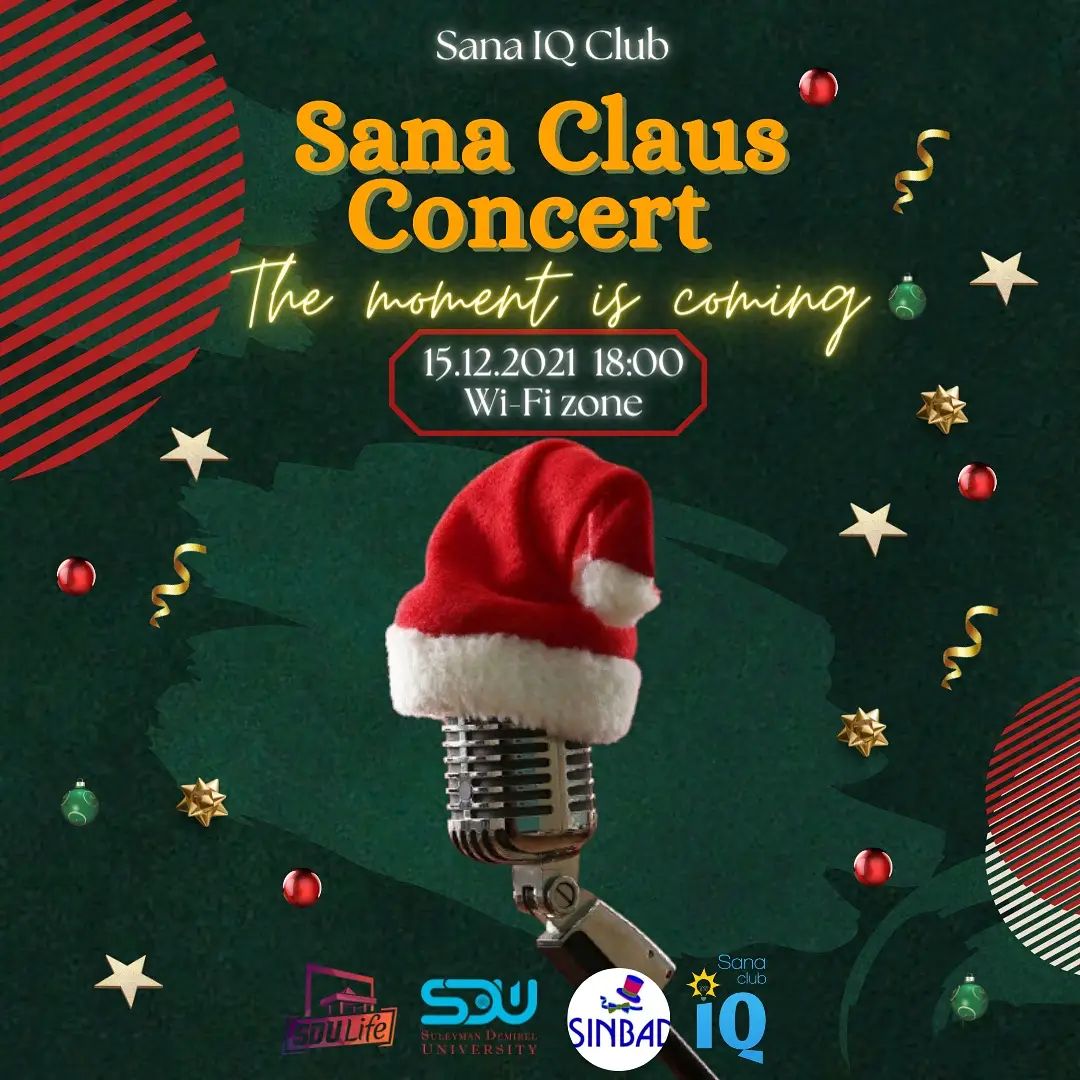 Sana IQ Club
Sana Claus
Concert
The moment is coming
15.12.2021 18:00
Wi-Fi zone
SDU Life
SDU
SULEYMAN DEMIREL
UNIVERSITY
SINBAD
Sana
club
iQ